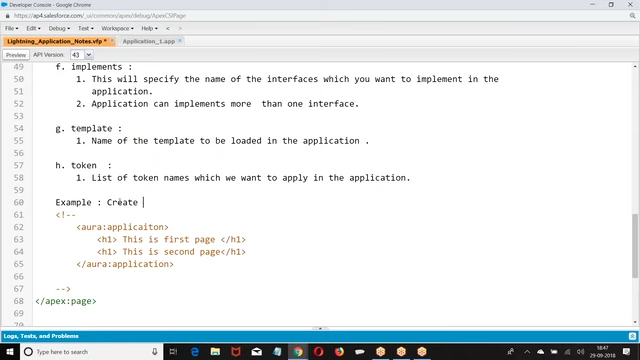 Developer Console - Google Chrome
https://ap4.salesforce.com/_ui/common/apex/debug/ApexCSIPage
File Edit Debug Test Workspace Help < >
Lightning_Application_Notes.vfp * Application_1.app
Preview API Version: 43
49 f. implements :
50 1. This will specify the name of the interfaces which you want to implement in the
51 application.
52 2. Application can implements more than one interface.
53
54 g. template :
55 1. Name of the template to be loaded in the application .
56
57 h. token :
58 1. List of token names which we want to apply in the application.
59
60 Example : Create
61 <!--
62 <aura:applicaiton>
63 <h1> This is first page </h1>
64 <h1> This is second page</h1>
65 </aura:application>
66
67 -->
68 </apex:page>
69
70
Logs, Tests, and Problems
Type here to search
18:47
29-09-2018